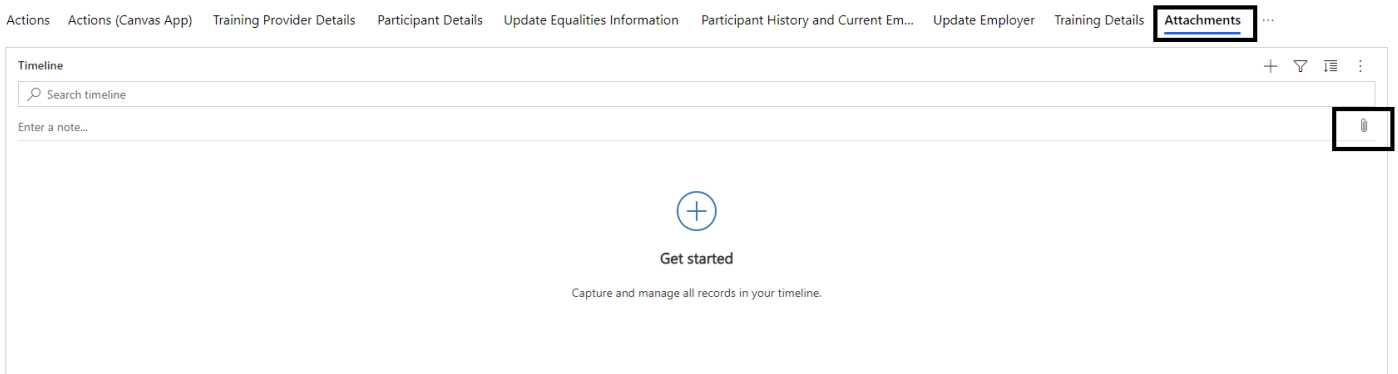 Actions Actions (Canvas App) Training Provider Details Participant Details Update Equalities Information Participant History and Current Em... Update Employer Training Details Attachments ...
Timeline
Search timeline
Enter a note...
Get started
Capture and manage all records in your timeline.